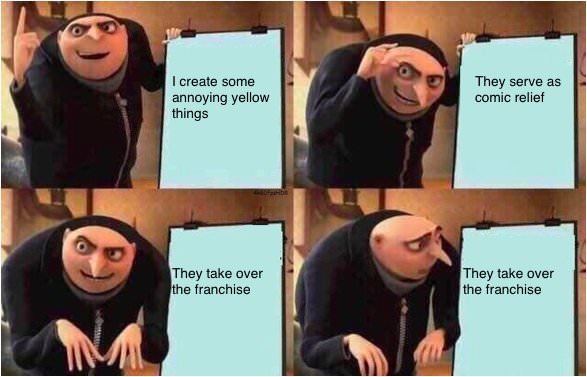 I create some
annoying yellow
things
They serve as
comic relief
They take over
the franchise
They take over
the franchise